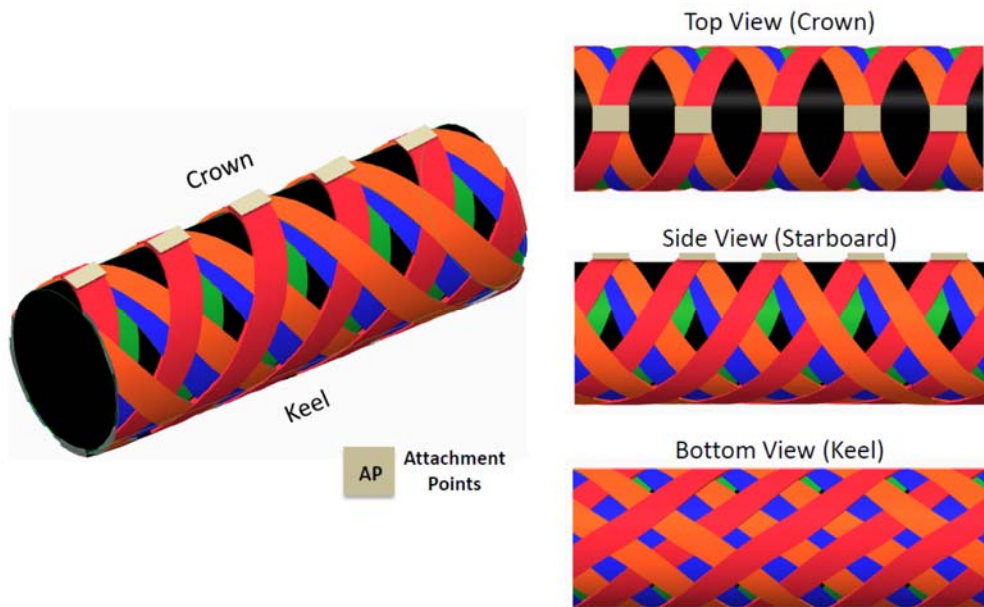 Crown
Keel
AP
Attachment
Points
Top View (Crown)
Side View (Starboard)
Bottom View (Keel)